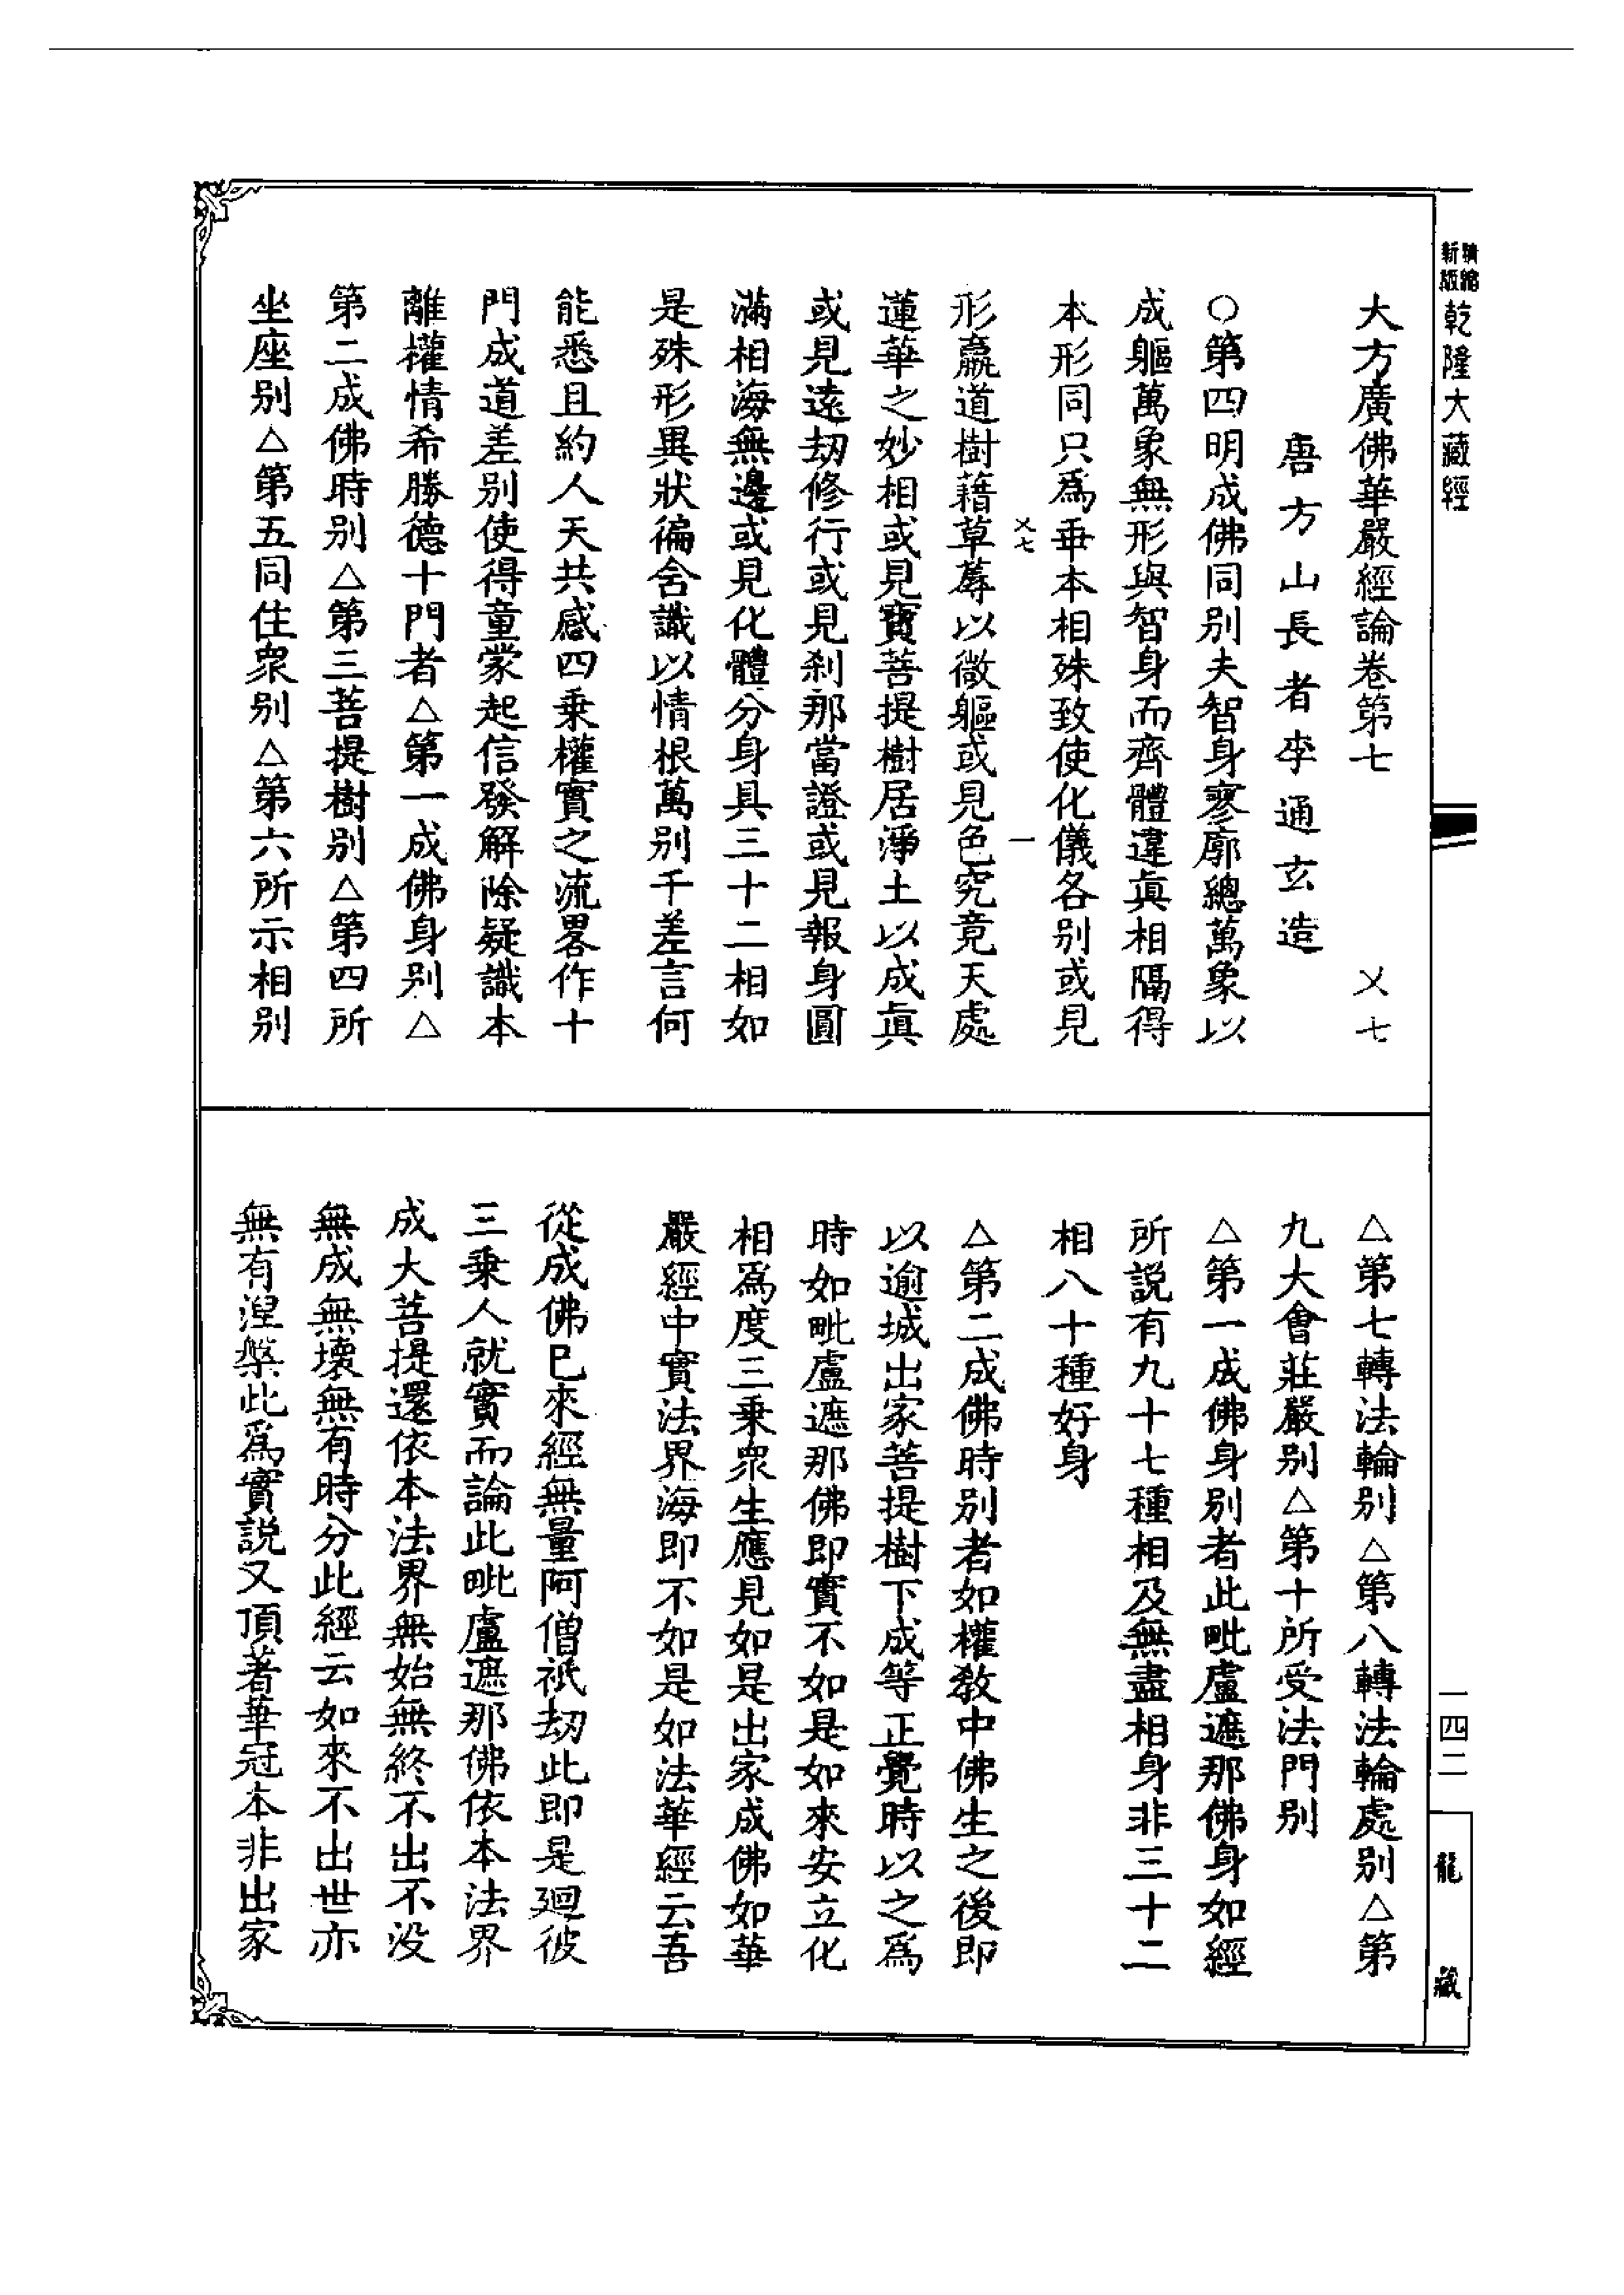 精縮新版 乾隆大藏經
大方廣佛華嚴經論卷第七 乂七
唐方山長者李通玄造
○第四明成佛同別夫智身寥廓總萬象以
成軀萬象無形與智身而齊體違眞相隔得
本形同只爲垂本相殊致使化儀各別或見
乂七 一
形羸道樹藉草蓐以微軀或見色究竟天處
蓮華之妙相或見寶菩提樹居淨土以成眞
或見遠劫修行或見剎那當證或見報身圓
滿相海無邊或見化體分身具三十二相如
是殊形異狀徧含識以情根萬別千差言何
能悉且約人天共感四乘權實之流畧作十
門成道差別使得童蒙起信發解除疑識本
離權情希勝德十門者△第一成佛身別△
第二成佛時別△第三菩提樹別△第四所
坐座別△第五同住衆別△第六所示相別
△第七轉法輪別△第八轉法輪處別△第
九大會莊嚴別△第十所受法門別
△第一成佛身別者此毗盧遮那佛身如經
所説有九十七種相及無盡相身非三十二
相八十種好身
△第二成佛時別者如權教中佛生之後即
以逾城出家菩提樹下成等正覺時以之爲
時如毗盧遮那佛即實不如是如來安立化
相爲度三乘衆生應見如是出家成佛如華
嚴經中實法界海即不如是如法華經云吾
從成佛巳來經無量阿僧祇劫此即是廻彼
三乘人就實而論此毗盧遮那佛依本法界
成大菩提還依本法界無始無終不出不没
無成無壞無有時分此經云如來不出世亦
無有涅槃此爲實説又頂著華冠本非出家
一四二
龍藏